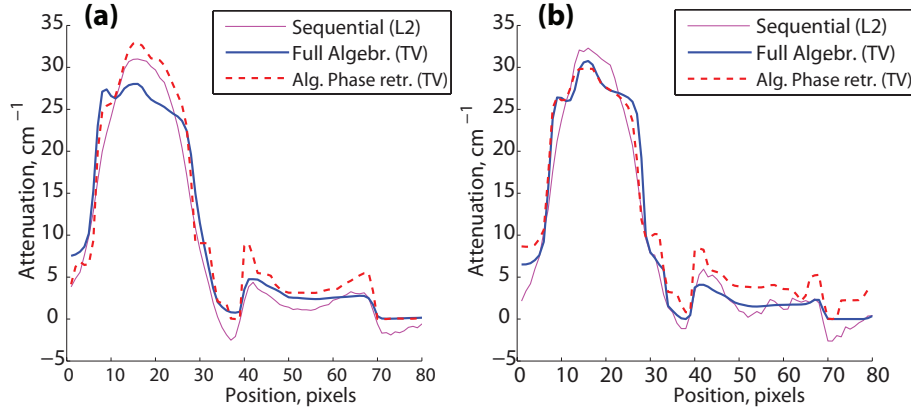 (a)
Sequential (L2)
Full Algebr. (TV)
Alg. Phase retr. (TV)
Attenuation, cm⁻¹
35
30
25
20
15
10
5
0
−5
0 10 20 30 40 50 60 70 80
Position, pixels
(b)
Sequential (L2)
Full Algebr. (TV)
Alg. Phase retr. (TV)
Attenuation, cm⁻¹
35
30
25
20
15
10
5
0
−5
0 10 20 30 40 50 60 70 80
Position, pixels